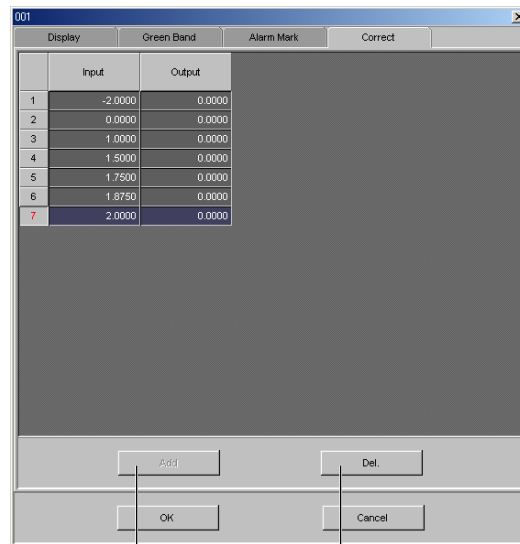 001
Display Green Band Alarm Mark Correct
Input Output
1 -2.0000 0.0000
2 0.0000 0.0000
3 1.0000 0.0000
4 1.5000 0.0000
5 1.7500 0.0000
6 1.8750 0.0000
7 2.0000 0.0000
Add Del.
OK Cancel